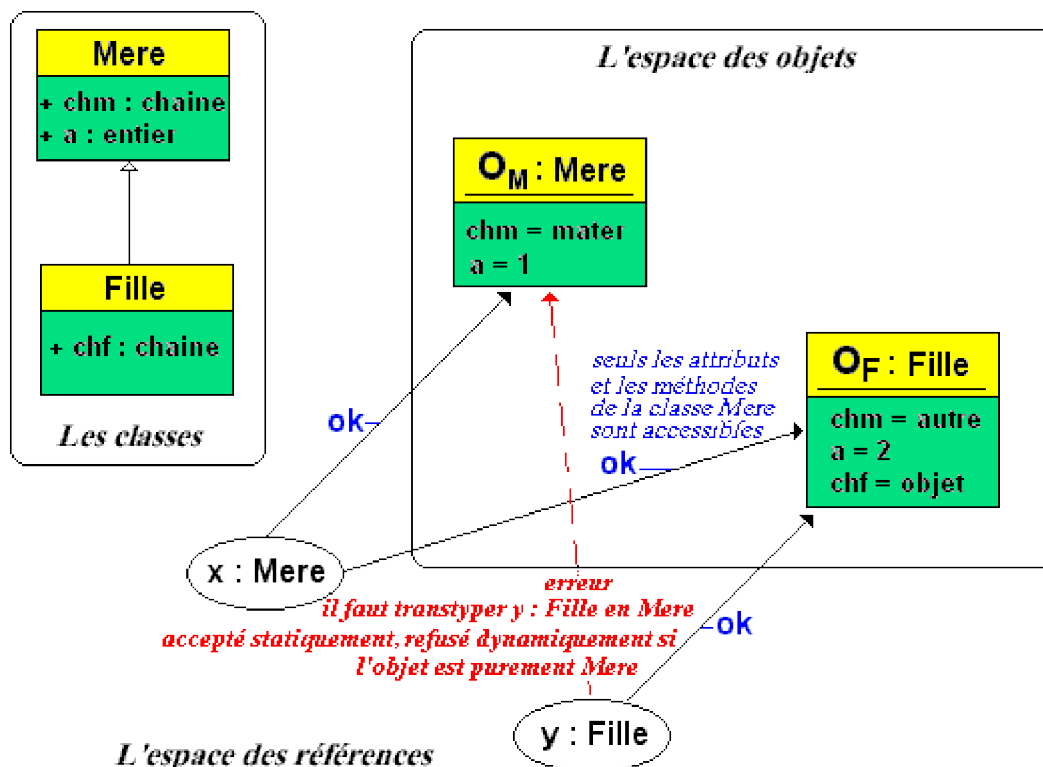 Mere
+ chm : chaine
+ a : entier
Fille
+ chf : chaine
Les classes
L'espace des objets
OM : Mere
chm = mater
a = 1
seuls les attributs
et les méthodes
de la classe Mere
sont accessibles
OF : Fille
chm = autre
a = 2
chf = objet
ok
ok
x : Mere
erreur
il faut transtyper y : Fille en Mere
accepté statiquement, refusé dynamiquement si
l'objet est purement Mere
ok
y : Fille
L'espace des références